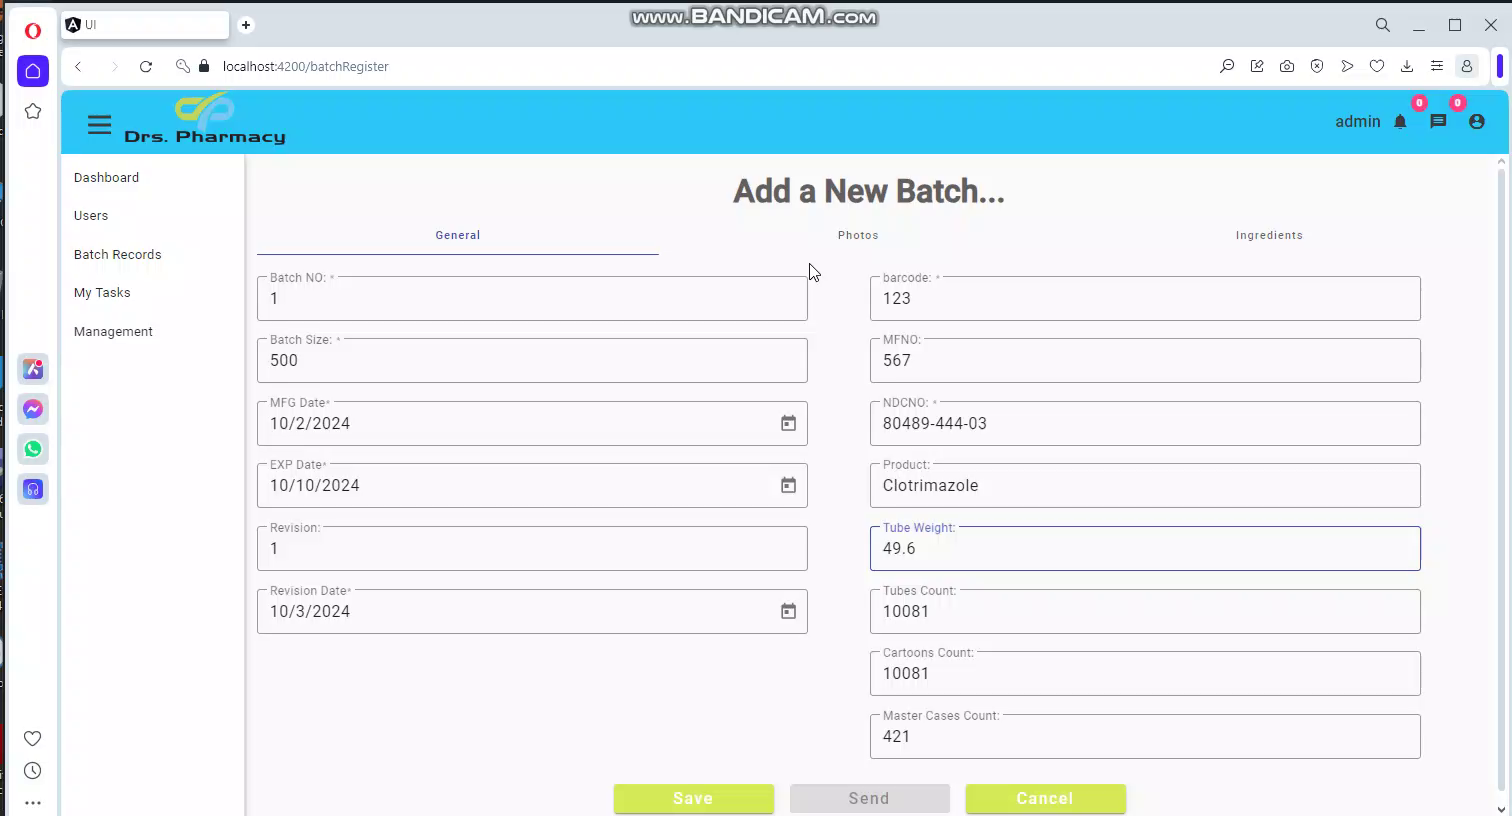 www.BANDICAM.com
UI
localhost:4200/batchRegister
Drs. Pharmacy
admin
0
0
Dashboard
Users
Batch Records
My Tasks
Management
Add a New Batch...
General
Photos
Ingredients
Batch NO: *
1
barcode: *
123
Batch Size: *
500
MFNO:
567
MFG Date*
10/2/2024
NDCNO: *
80489-444-03
EXP Date*
10/10/2024
Product:
Clotrimazole
Revision:
1
Tube Weight:
49.6
Revision Date*
10/3/2024
Tubes Count:
10081
Cartoons Count:
10081
Master Cases Count:
421
Save
Send
Cancel